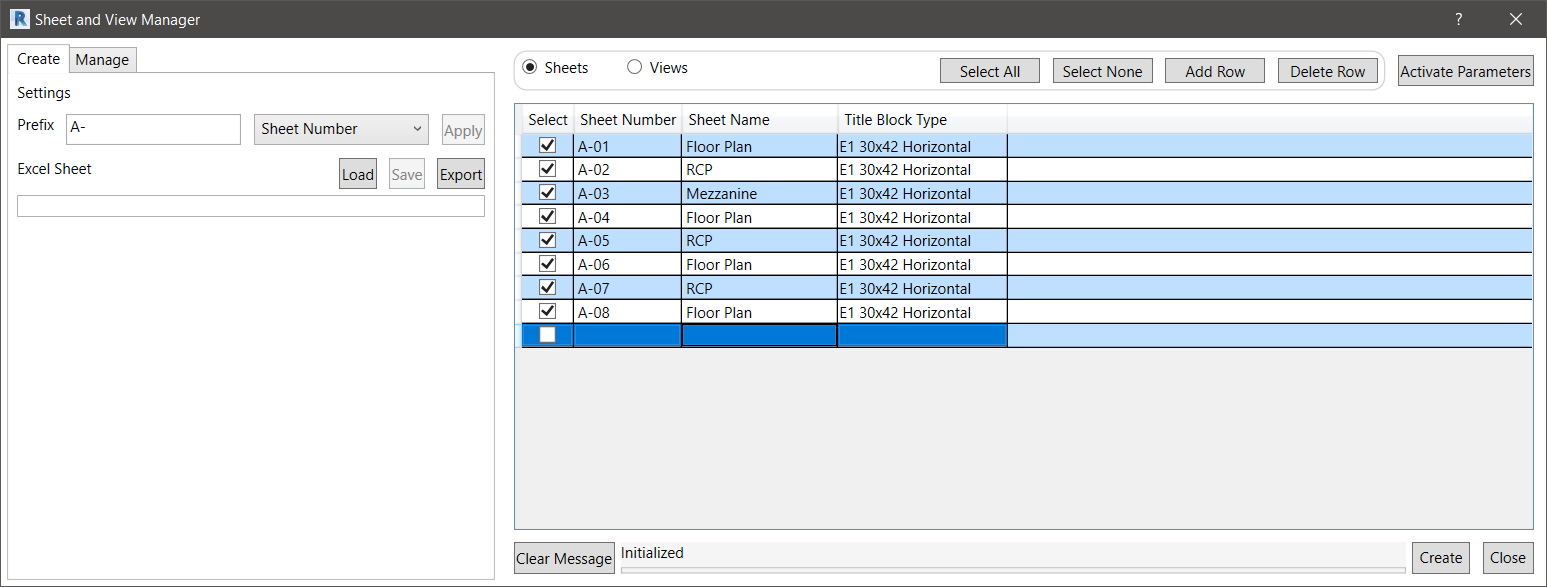 R Sheet and View Manager ?
Create Manage
Settings
Prefix A- Sheet Number Apply
Excel Sheet Load Save Export
Sheets Views Select All Select None Add Row Delete Row Activate Parameters
Select Sheet Number Sheet Name Title Block Type
A-01 Floor Plan E1 30x42 Horizontal
A-02 RCP E1 30x42 Horizontal
A-03 Mezzanine E1 30x42 Horizontal
A-04 Floor Plan E1 30x42 Horizontal
A-05 RCP E1 30x42 Horizontal
A-06 Floor Plan E1 30x42 Horizontal
A-07 RCP E1 30x42 Horizontal
A-08 Floor Plan E1 30x42 Horizontal
Clear Message Initialized Create Close